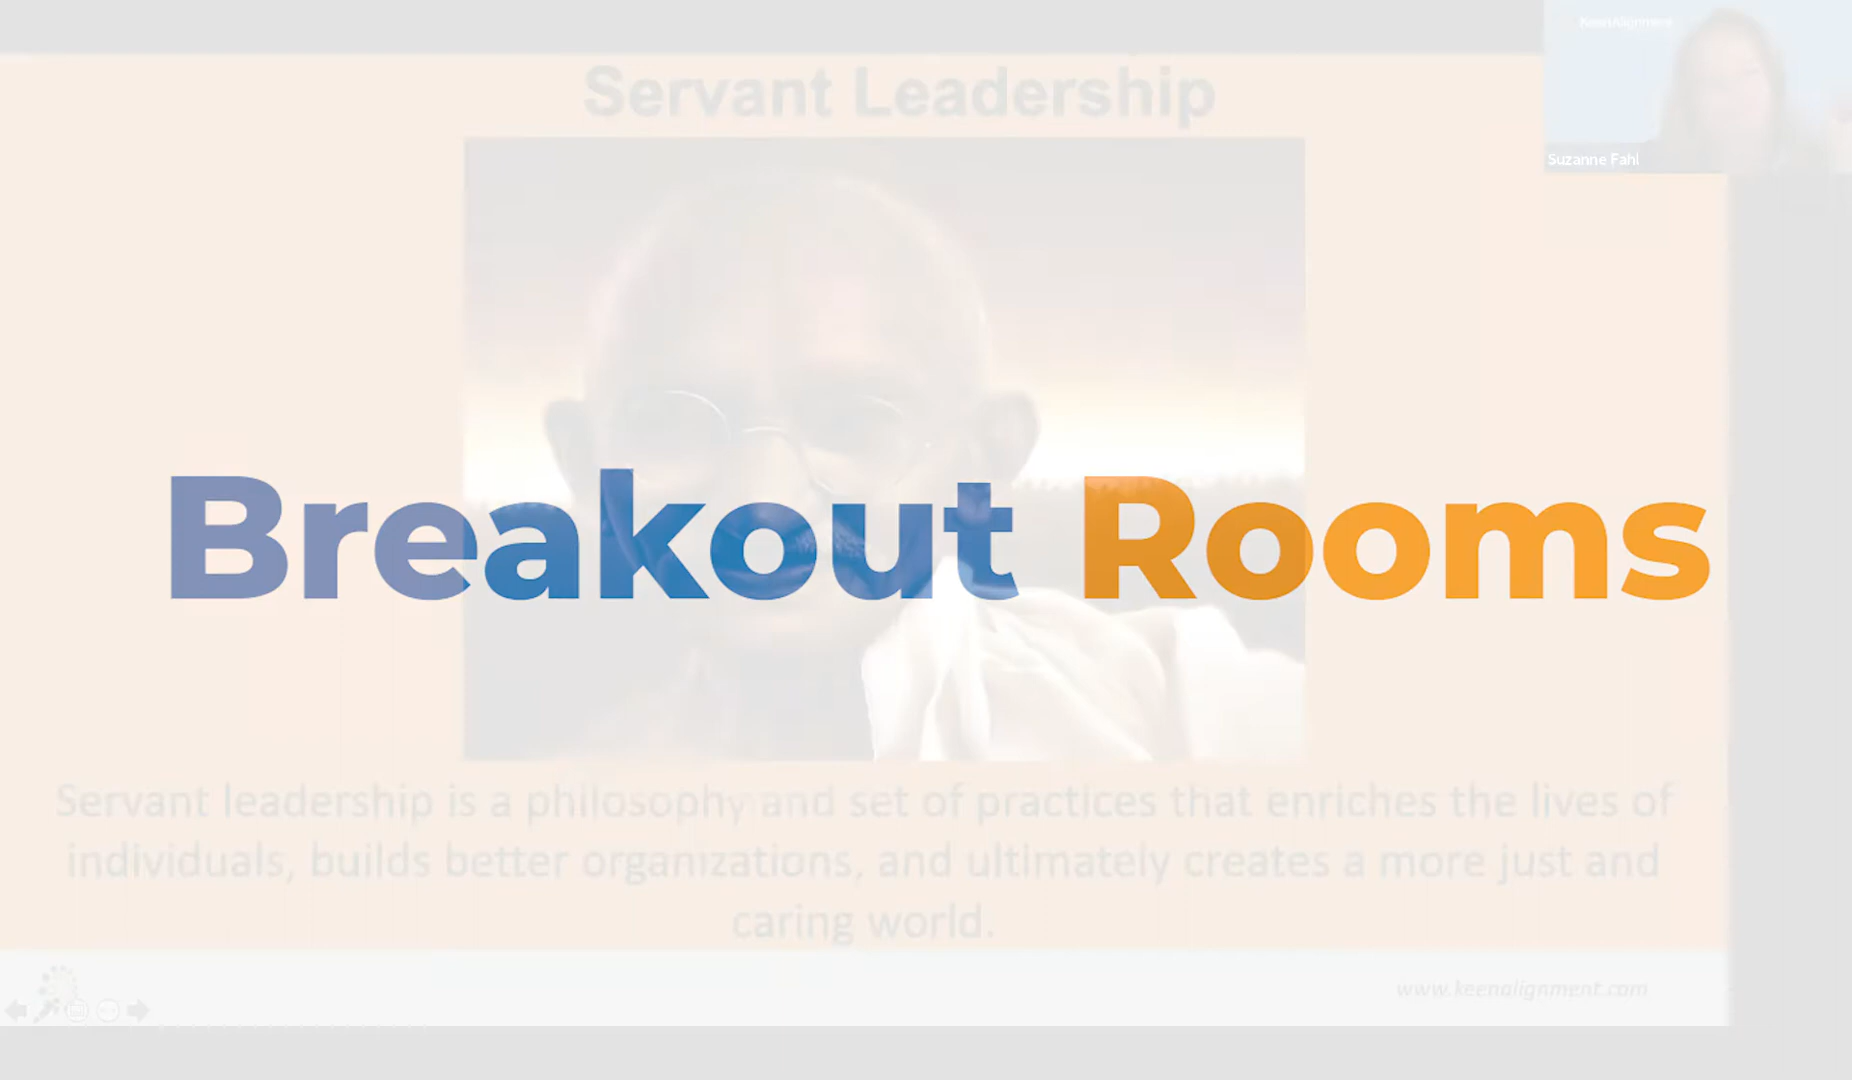 KeenAlignment
Servant Leadership
Suzanne Fahl
Breakout Rooms
Servant leadership is a philosophy and set of practices that enriches the lives of
individuals, builds better organizations, and ultimately creates a more just and
caring world.
www.keenalignment.com